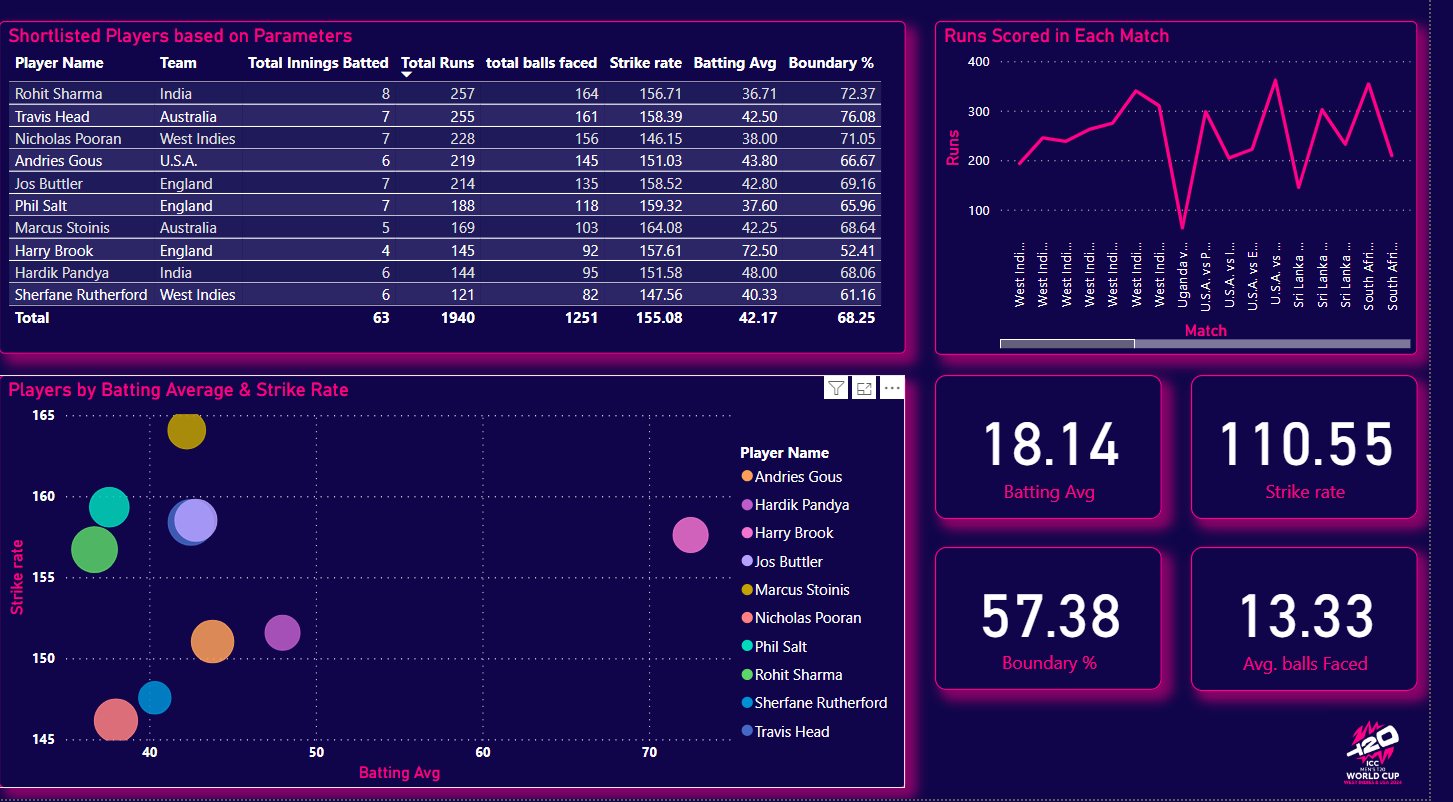 Shortlisted Players based on Parameters
Player Name Team Total Innings Batted Total Runs total balls faced Strike rate Batting Avg Boundary %
Rohit Sharma India 8 257 164 156.71 36.71 72.37
Travis Head Australia 7 255 161 158.39 42.50 76.08
Nicholas Pooran West Indies 7 228 156 146.15 38.00 71.05
Andries Gous U.S.A. 6 219 145 151.03 43.80 66.67
Jos Buttler England 7 214 135 158.52 42.80 69.16
Phil Salt England 7 188 118 159.32 37.60 65.96
Marcus Stoinis Australia 5 169 103 164.08 42.25 68.64
Harry Brook England 4 145 92 157.61 72.50 52.41
Hardik Pandya India 6 144 95 151.58 48.00 68.06
Sherfane Rutherford West Indies 6 121 82 147.56 40.33 61.16
Total 63 1940 1251 155.08 42.17 68.25
Runs Scored in Each Match
400
300
200
100
Runs
West Indi...
West Indi...
West Indi...
West Indi...
West Indi...
West Indi...
West Indi...
Uganda v...
U.S.A. vs P...
U.S.A. vs I...
U.S.A. vs E...
U.S.A. vs ...
Sri Lanka ...
Sri Lanka ...
Sri Lanka ...
South Afri...
South Afri...
Match
Players by Batting Average & Strike Rate
165
160
155
150
145
Strike rate
40 50 60 70
Batting Avg
Player Name
Andries Gous
Hardik Pandya
Harry Brook
Jos Buttler
Marcus Stoinis
Nicholas Pooran
Phil Salt
Rohit Sharma
Sherfane Rutherford
Travis Head
18.14
Batting Avg
110.55
Strike rate
57.38
Boundary %
13.33
Avg. balls Faced
T20
ICC
MEN'S T20
WORLD CUP
WEST INDIES & USA 2024